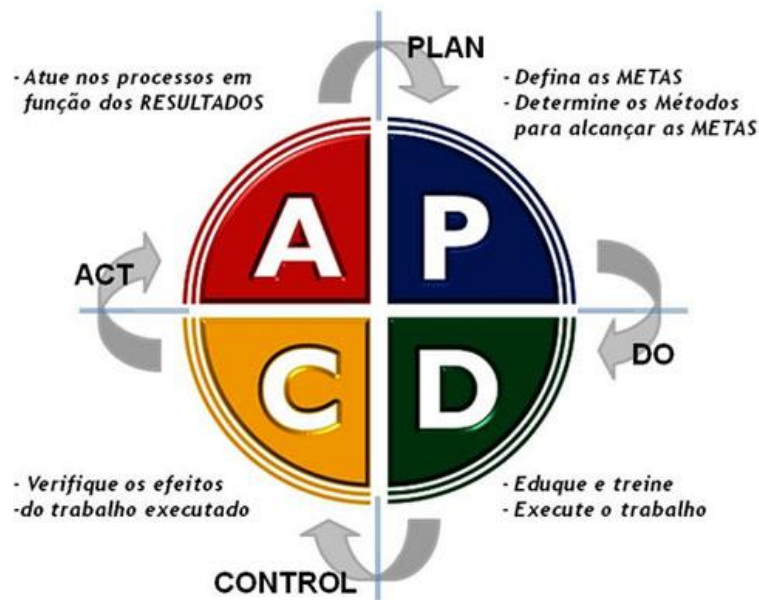 PLAN
- Atue nos processos em
função dos RESULTADOS
- Defina as METAS
- Determine os Métodos
para alcançar as METAS
A
P
ACT
DO
C
D
- Verifique os efeitos
-do trabalho executado
- Eduque e treine
- Execute o trabalho
CONTROL